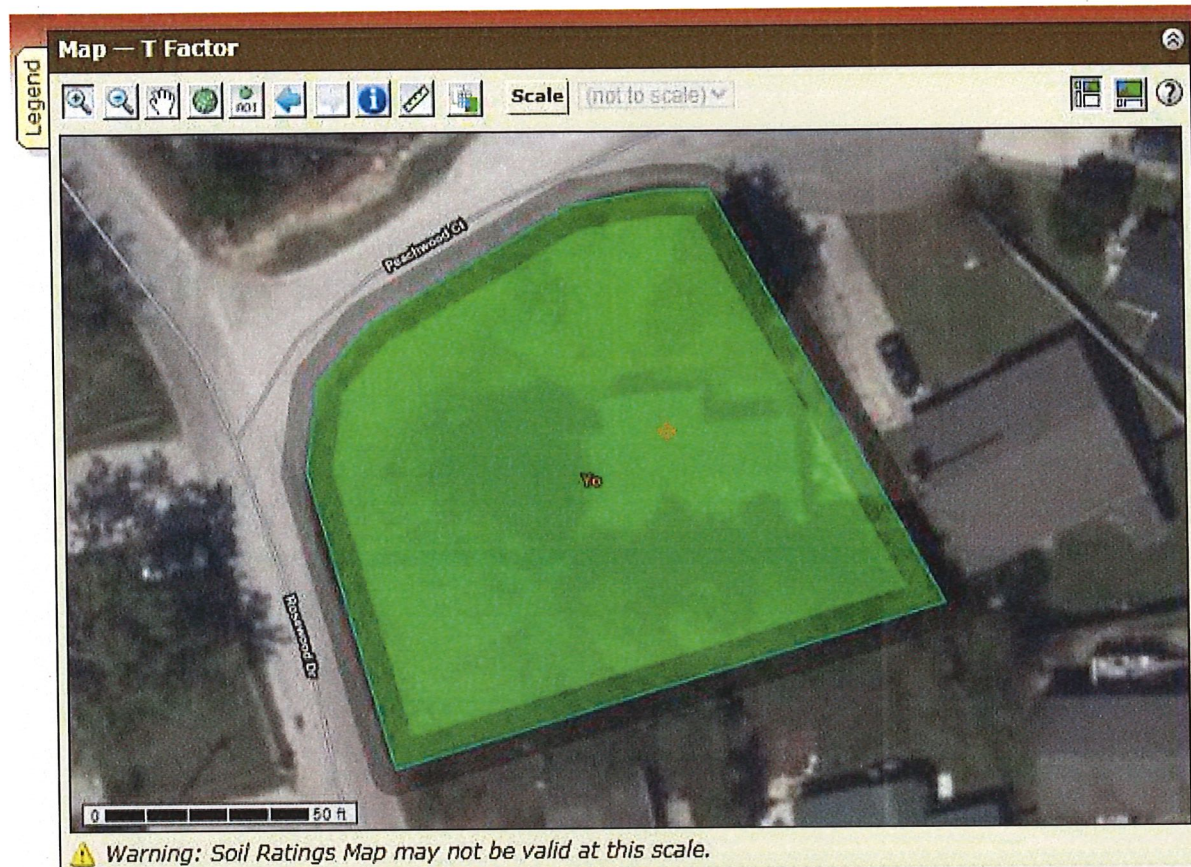 Map — T Factor
Legend
AOI
Scale
(not to scale)
Peachwood Ct
Yo
Rosewood Dr
0 50 ft
Warning: Soil Ratings Map may not be valid at this scale.